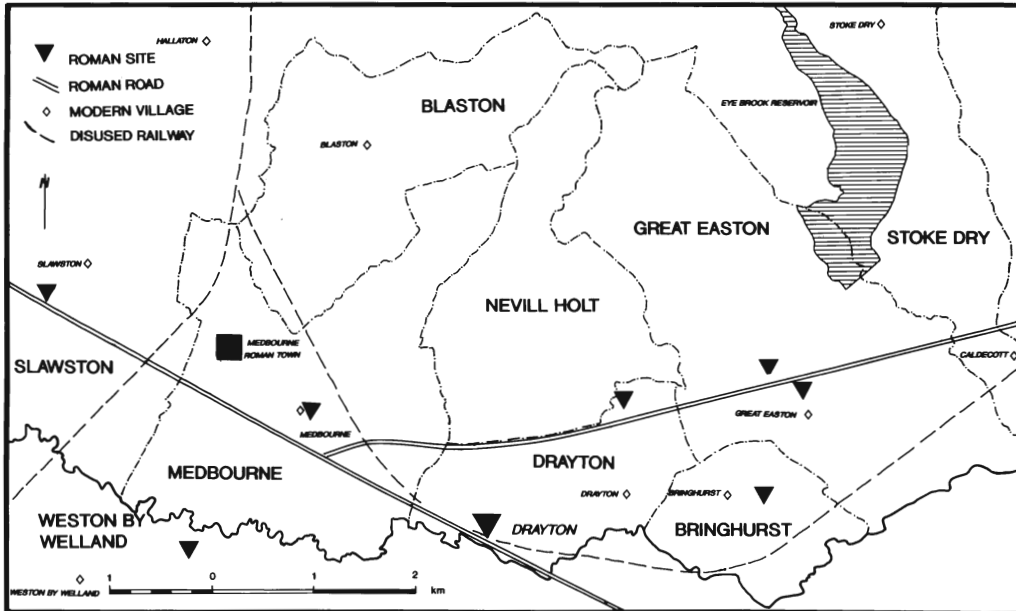 HALLATON
STOKE DRY
ROMAN SITE
ROMAN ROAD
MODERN VILLAGE
DISUSED RAILWAY
BLASTON
EYE BROOK RESERVOIR
BLASTON
N
GREAT EASTON
STOKE DRY
SLAWSTON
NEVILL HOLT
MEDBOURNE
ROMAN TOWN
SLAWSTON
CALDECOTT
GREAT EASTON
MEDBOURNE
DRAYTON
MEDBOURNE
DRAYTON
BRINGHURST
WESTON BY
WELLAND
DRAYTON
BRINGHURST
WESTON BY WELLAND
1 0 1 2
km